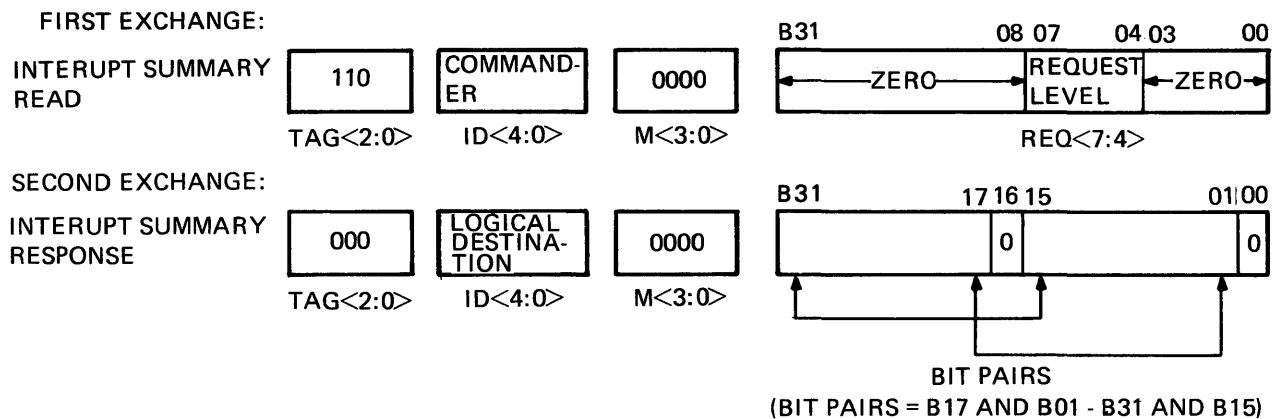 FIRST EXCHANGE:
B31 08 07 04 03 00
INTERUPT SUMMARY
READ
110
COMMAND-
ER
0000
ZERO
REQUEST
LEVEL
ZERO
TAG<2:0> ID<4:0> M<3:0> REQ<7:4>
SECOND EXCHANGE:
B31 17 16 15 01 00
INTERUPT SUMMARY
RESPONSE
000
LOGICAL
DESTINA-
TION
0000
0
0
TAG<2:0> ID<4:0> M<3:0>
BIT PAIRS
(BIT PAIRS = B17 AND B01 - B31 AND B15)